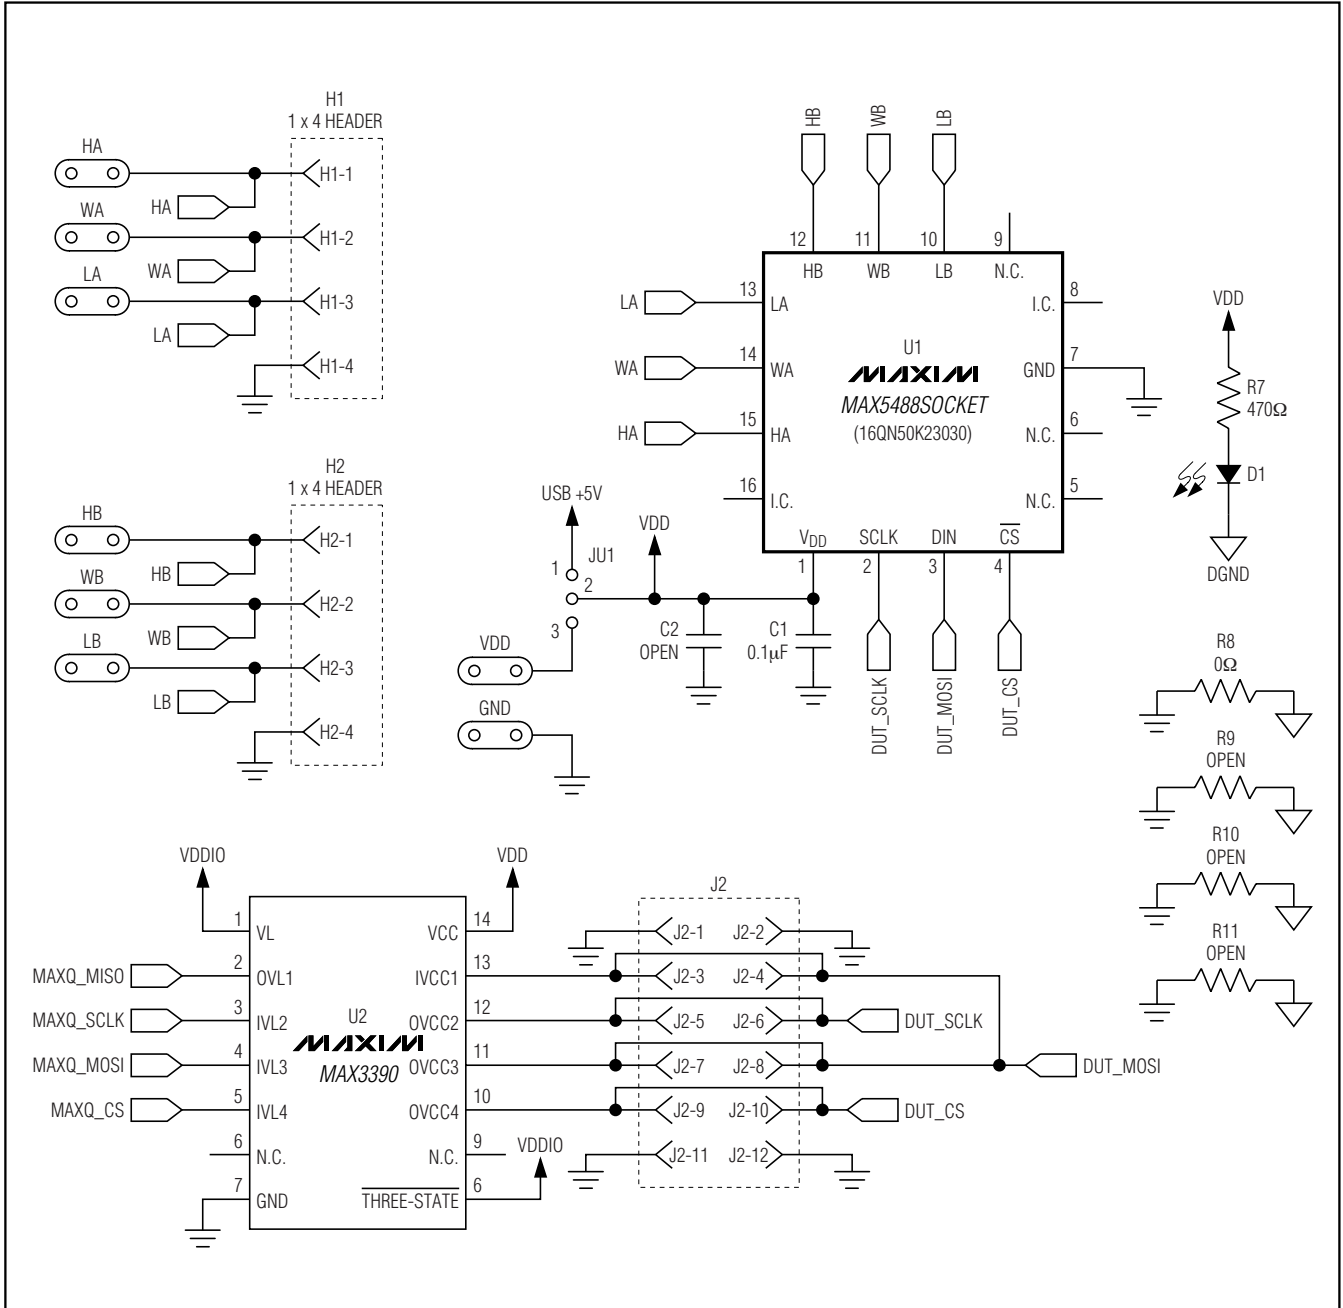 H1
1 x 4 HEADER
HA
H1-1
HA
WA
H1-2
WA
LA
H1-3
LA
H1-4
H2
1 x 4 HEADER
HB
H2-1
HB
WB
H2-2
WB
LB
H2-3
LB
H2-4
HB
WB
LB
12
11
10
9
HB
WB
LB
N.C.
LA
13
LA
I.C.
8
U1
MAXIM
MAX5488SOCKET
(16QN50K23030)
WA
14
WA
GND
7
HA
15
HA
N.C.
6
16
I.C.
N.C.
5
VDD
SCLK
DIN
CS
1
2
3
4
DUT_SCLK
DUT_MOSI
DUT_CS
USB +5V
JU1
1
2
3
VDD
C2
OPEN
C1
0.1µF
VDD
GND
VDD
R7
470Ω
D1
DGND
R8
0Ω
R9
OPEN
R10
OPEN
R11
OPEN
VDDIO
VDD
1
VL
VCC
14
MAXQ_MISO
2
OVL1
IVCC1
13
MAXQ_SCLK
3
IVL2
OVCC2
12
U2
MAXIM
MAX3390
MAXQ_MOSI
4
IVL3
OVCC3
11
MAXQ_CS
5
IVL4
OVCC4
10
6
N.C.
N.C.
9
VDDIO
7
GND
THREE-STATE
6
J2
J2-1
J2-2
J2-3
J2-4
J2-5
J2-6
DUT_SCLK
J2-7
J2-8
DUT_MOSI
J2-9
J2-10
DUT_CS
J2-11
J2-12